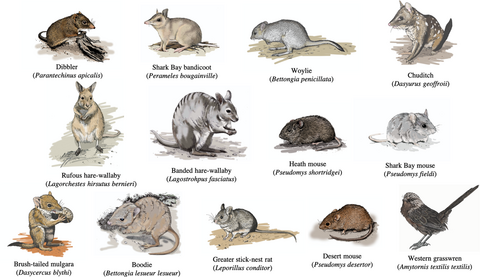 Dibbler
(Parantechinus apicalis)
Shark Bay bandicoot
(Perameles bougainville)
Woylie
(Bettongia penicillata)
Chuditch
(Dasyurus geoffroii)
Rufous hare-wallaby
(Lagorchestes hirsutus bernieri)
Banded hare-wallaby
(Lagostrohpus fasciatus)
Heath mouse
(Pseudomys shortridgei)
Shark Bay mouse
(Pseudomys fieldi)
Brush-tailed mulgara
(Dasycercus blythi)
Boodie
(Bettongia lesueur lesueur)
Greater stick-nest rat
(Leporillus conditor)
Desert mouse
(Pseudomys desertor)
Western grasswren
(Amytornis textilis textilis)